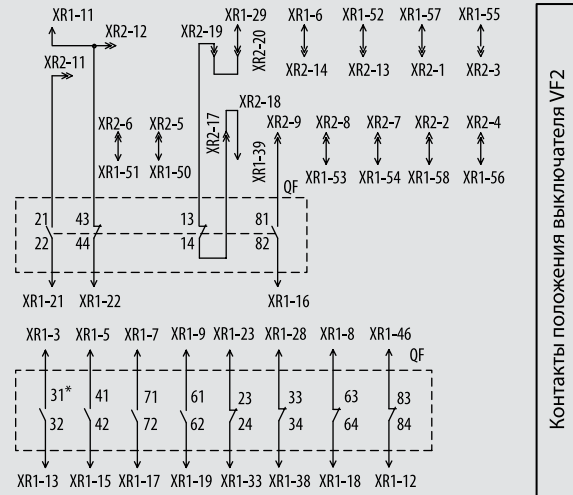 XR1-11 XR2-19 XR1-29 XR1-6 XR1-52 XR1-57 XR1-55
XR2-12 XR2-20
XR2-11 XR2-14 XR2-13 XR2-1 XR2-3
XR2-18
XR2-6 XR2-5 XR2-17 XR1-39 XR2-9 XR2-8 XR2-7 XR2-2 XR2-4
XR1-51 XR1-50 XR1-53 XR1-54 XR1-58 XR1-56
QF
21 43 13 81
22 44 14 82
XR1-21 XR1-22 XR1-16
XR1-3 XR1-5 XR1-7 XR1-9 XR1-23 XR1-28 XR1-8 XR1-46
QF
31* 41 71 61 23 33 63 83
32 42 72 62 24 34 64 84
XR1-13 XR1-15 XR1-17 XR1-19 XR1-33 XR1-38 XR1-18 XR1-12
Контакты положения выключателя VF2